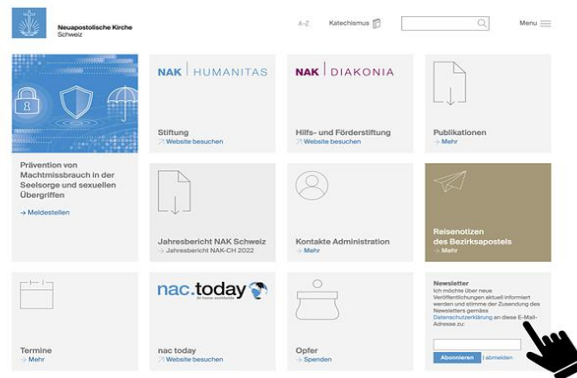 Neuapostolische Kirche
Schweiz
A–Z
Katechismus
Menu
NAK | HUMANITAS
NAK | DIAKONIA
Stiftung
Website besuchen
Hilfs- und Förderstiftung
Website besuchen
Publikationen
→ Mehr
Prävention von
Machtmissbrauch in der
Seelsorge und sexuellen
Übergriffen
→ Meldestellen
Jahresbericht NAK Schweiz
→ Jahresbericht NAK-CH 2022
Kontakte Administration
→ Mehr
Reisenotizen
des Bezirksapostels
→ Mehr
Termine
→ Mehr
nac.today
At home worldwide
nac today
Website besuchen
Opfer
→ Spenden
Newsletter
Ich möchte über neue
Veröffentlichungen aktuell informiert
werden und stimme der Zusendung des
Newsletters gemäss
Datenschutzerklärung an diese E-Mail-
Adresse zu:
Abonnieren | abmelden